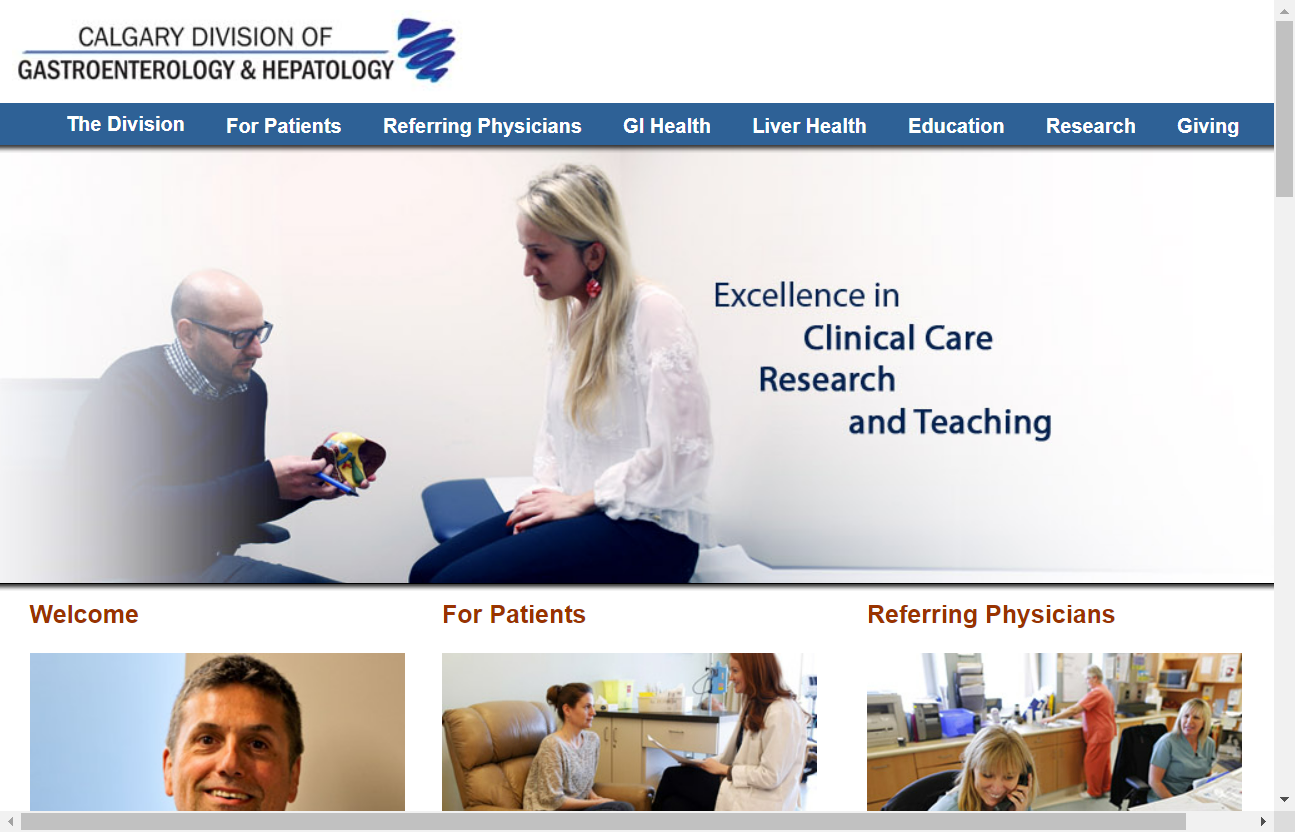 CALGARY DIVISION OF
GASTROENTEROLOGY & HEPATOLOGY
The Division For Patients Referring Physicians GI Health Liver Health Education Research Giving
Excellence in
Clinical Care
Research
and Teaching
Welcome For Patients Referring Physicians